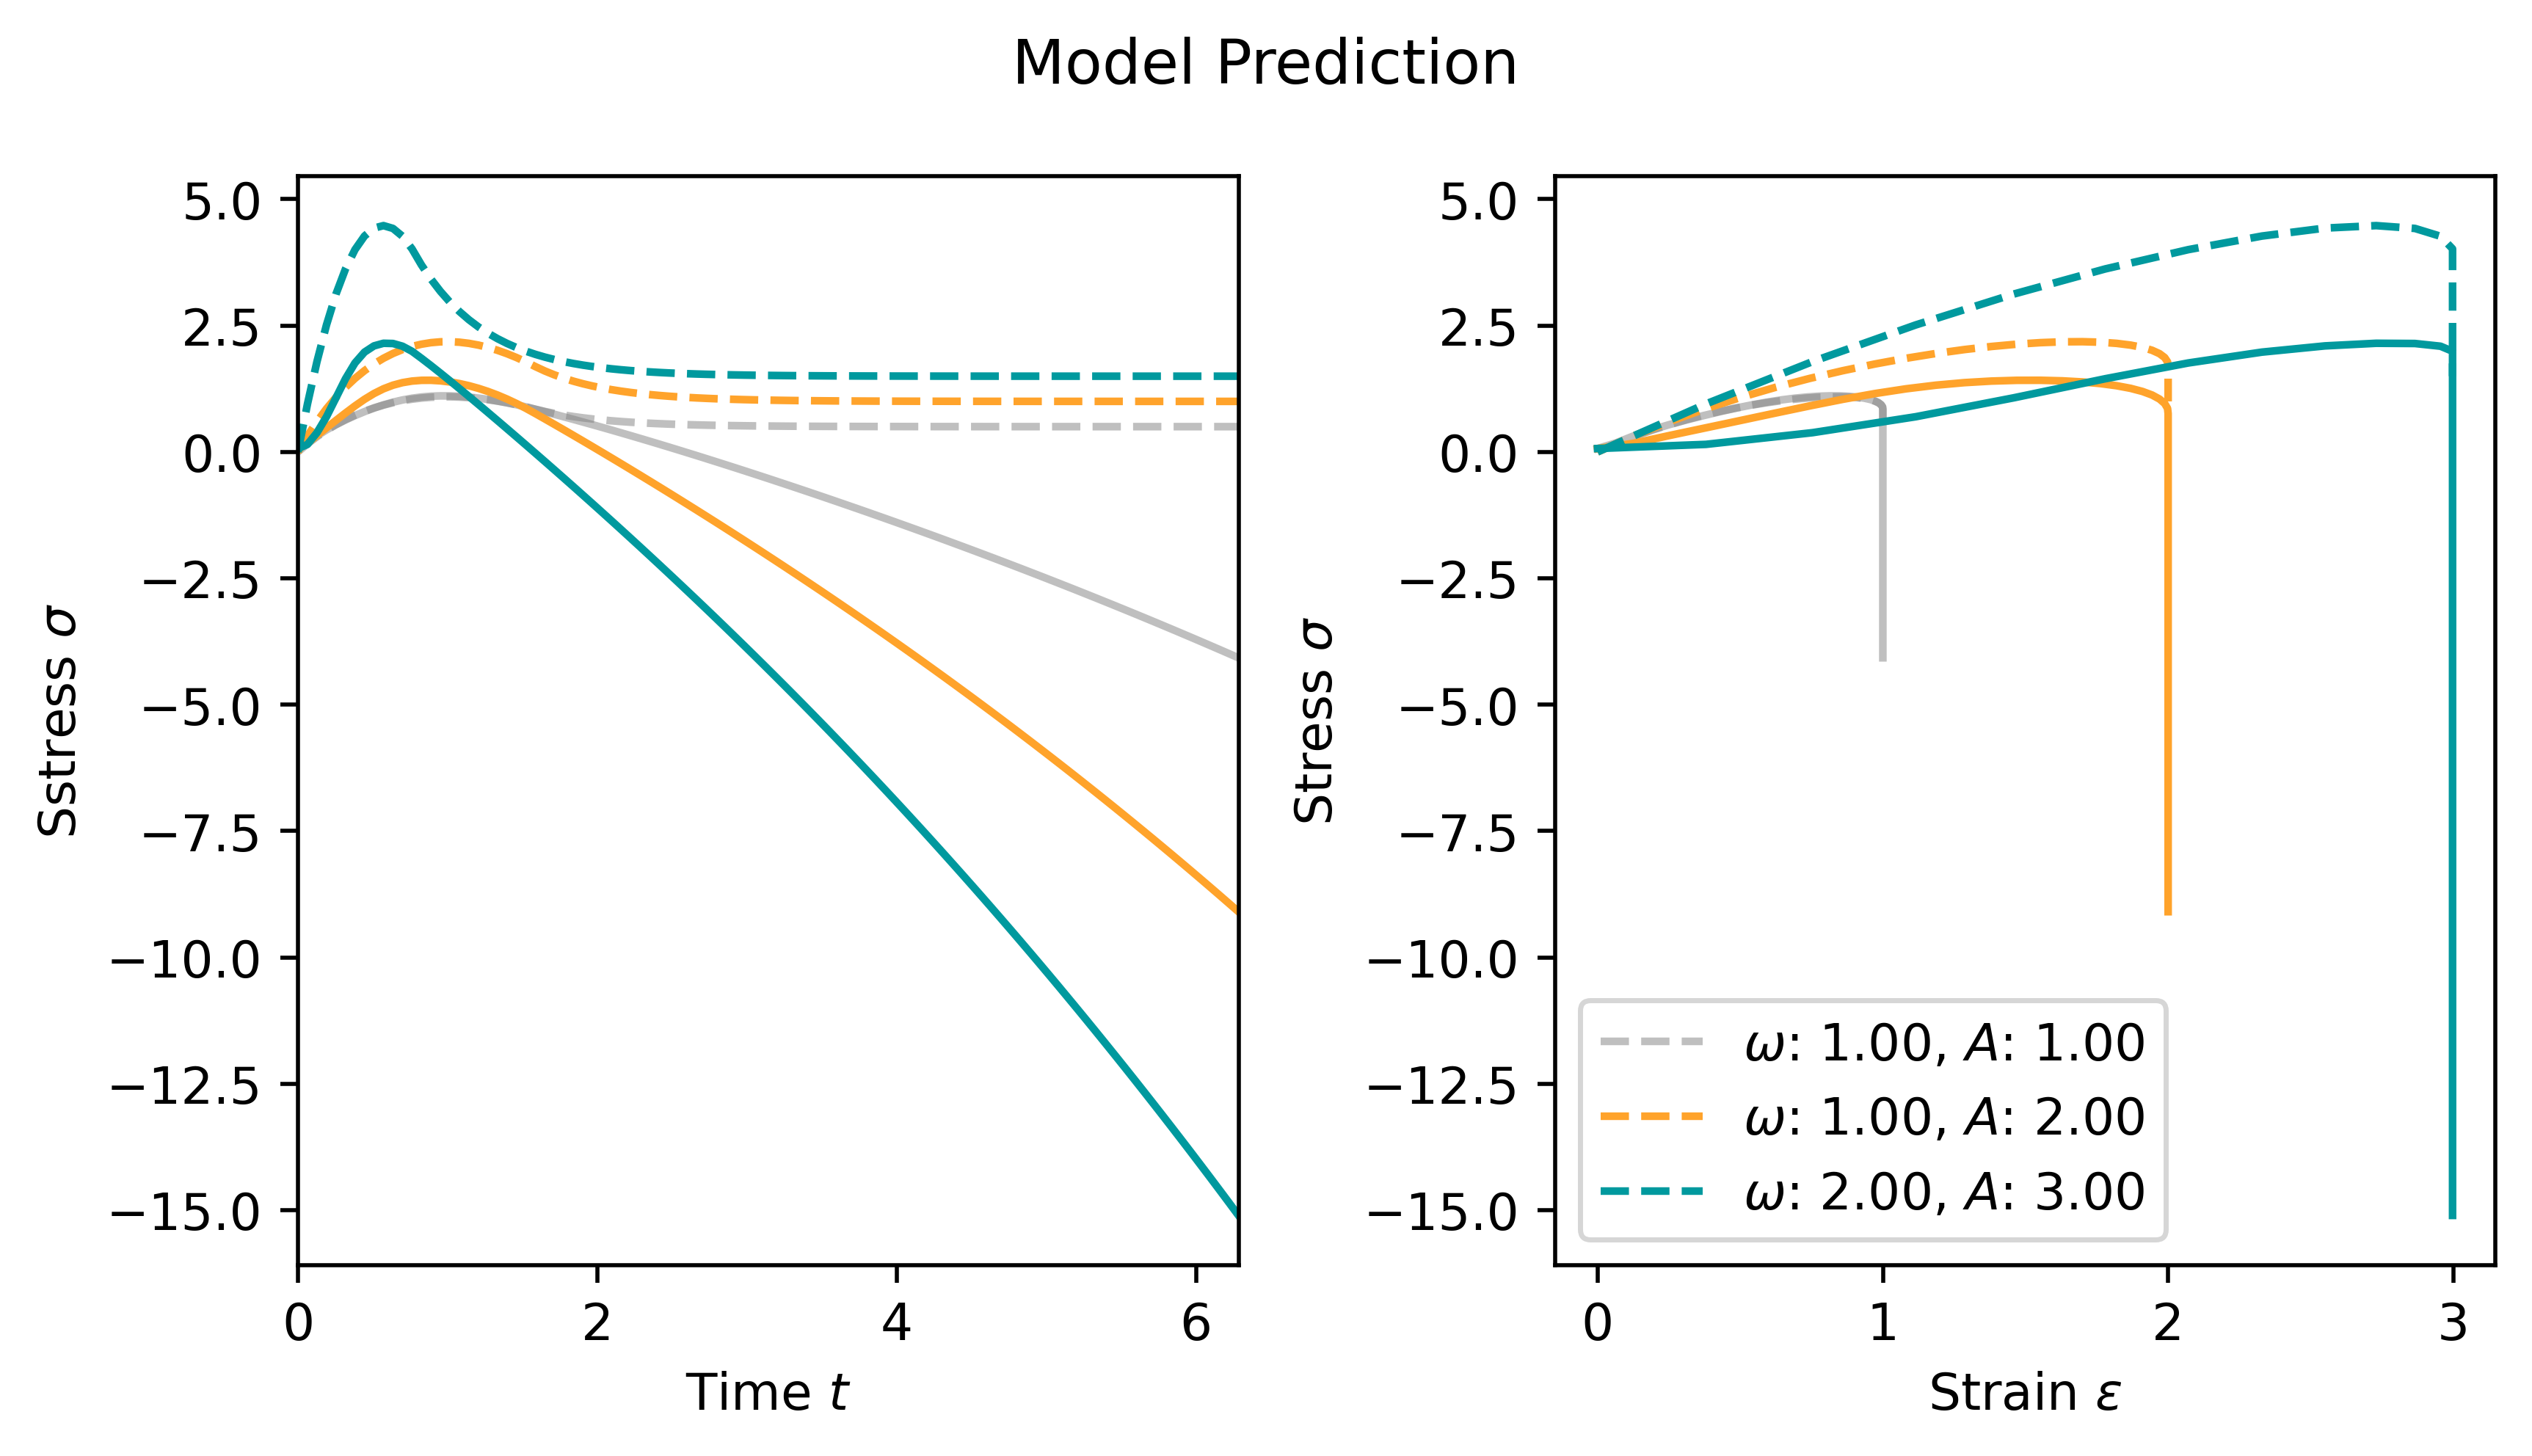 Model Prediction
5.0
2.5
0.0
−2.5
−5.0
−7.5
−10.0
−12.5
−15.0
Sstress σ
0 2 4 6
Time t
5.0
2.5
0.0
−2.5
−5.0
−7.5
−10.0
−12.5
−15.0
Stress σ
ω: 1.00, A: 1.00
ω: 1.00, A: 2.00
ω: 2.00, A: 3.00
0 1 2 3
Strain ε